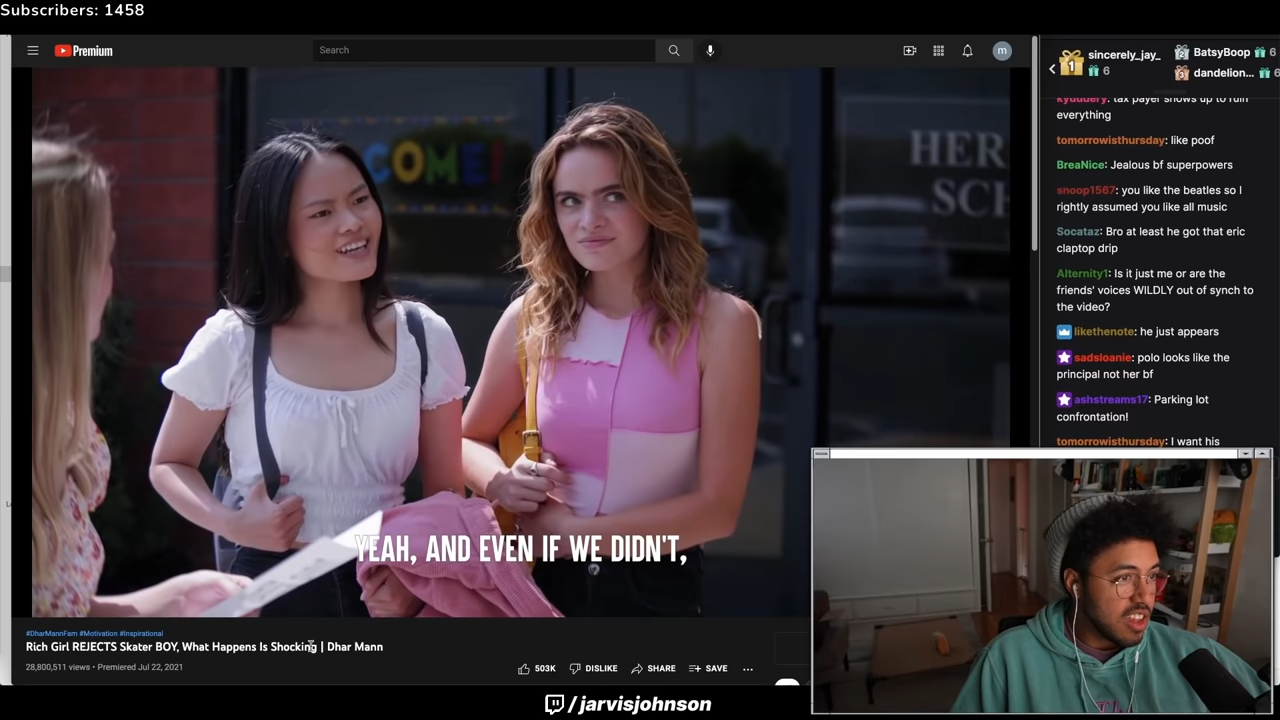 Subscribers: 1458
Premium
Search
m
COME!
HER
SCH
YEAH, AND EVEN IF WE DIDN'T,
#DharMannFam #Motivation #Inspirational
Rich Girl REJECTS Skater BOY, What Happens Is Shocking | Dhar Mann
28,800,511 views • Premiered Jul 22, 2021
503K
DISLIKE
SHARE
SAVE
1
sincerely_jay_
6
BatsyBoop 6
dandelion... 6
kyuudery: tax payer shows up to ruin
everything
tomorrowisthursday: like poof
BreaNice: Jealous bf superpowers
snoop1567: you like the beatles so I
rightly assumed you like all music
Socataz: Bro at least he got that eric
claptop drip
Alternity1: Is it just me or are the
friends' voices WILDLY out of synch to
the video?
likethenote: he just appears
sadsloanie: polo looks like the
principal not her bf
ashstreams17: Parking lot
confrontation!
tomorrowisthursday: I want his
/jarvisjohnson